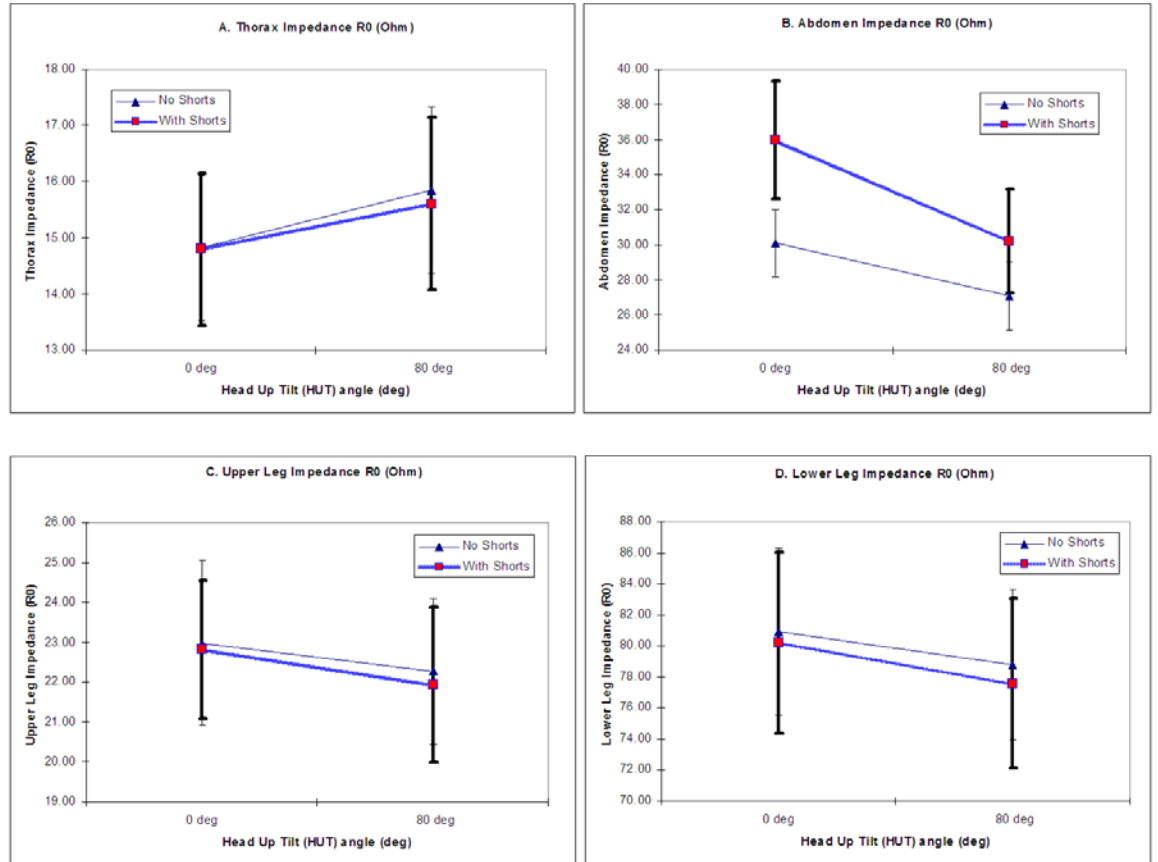 A. Thorax Impedance R0 (Ohm)
18.00
17.00
16.00
15.00
14.00
13.00
Thorax Impedance (R0)
No Shorts
With Shorts
0 deg
80 deg
Head Up Tilt (HUT) angle (deg)
B. Abdomen Impedance R0 (Ohm)
40.00
38.00
36.00
34.00
32.00
30.00
28.00
26.00
24.00
Abdomen Impedance (R0)
No Shorts
With Shorts
0 deg
80 deg
Head Up Tilt (HUT) angle (deg)
C. Upper Leg Impedance R0 (Ohm)
26.00
25.00
24.00
23.00
22.00
21.00
20.00
19.00
Upper Leg Impedance (R0)
No Shorts
With Shorts
0 deg
80 deg
Head Up Tilt (HUT) angle (deg)
D. Lower Leg Impedance R0 (Ohm)
88.00
86.00
84.00
82.00
80.00
78.00
76.00
74.00
72.00
70.00
Lower Leg Impedance (R0)
No Shorts
With Shorts
0 deg
80 deg
Head Up Tilt (HUT) angle (deg)